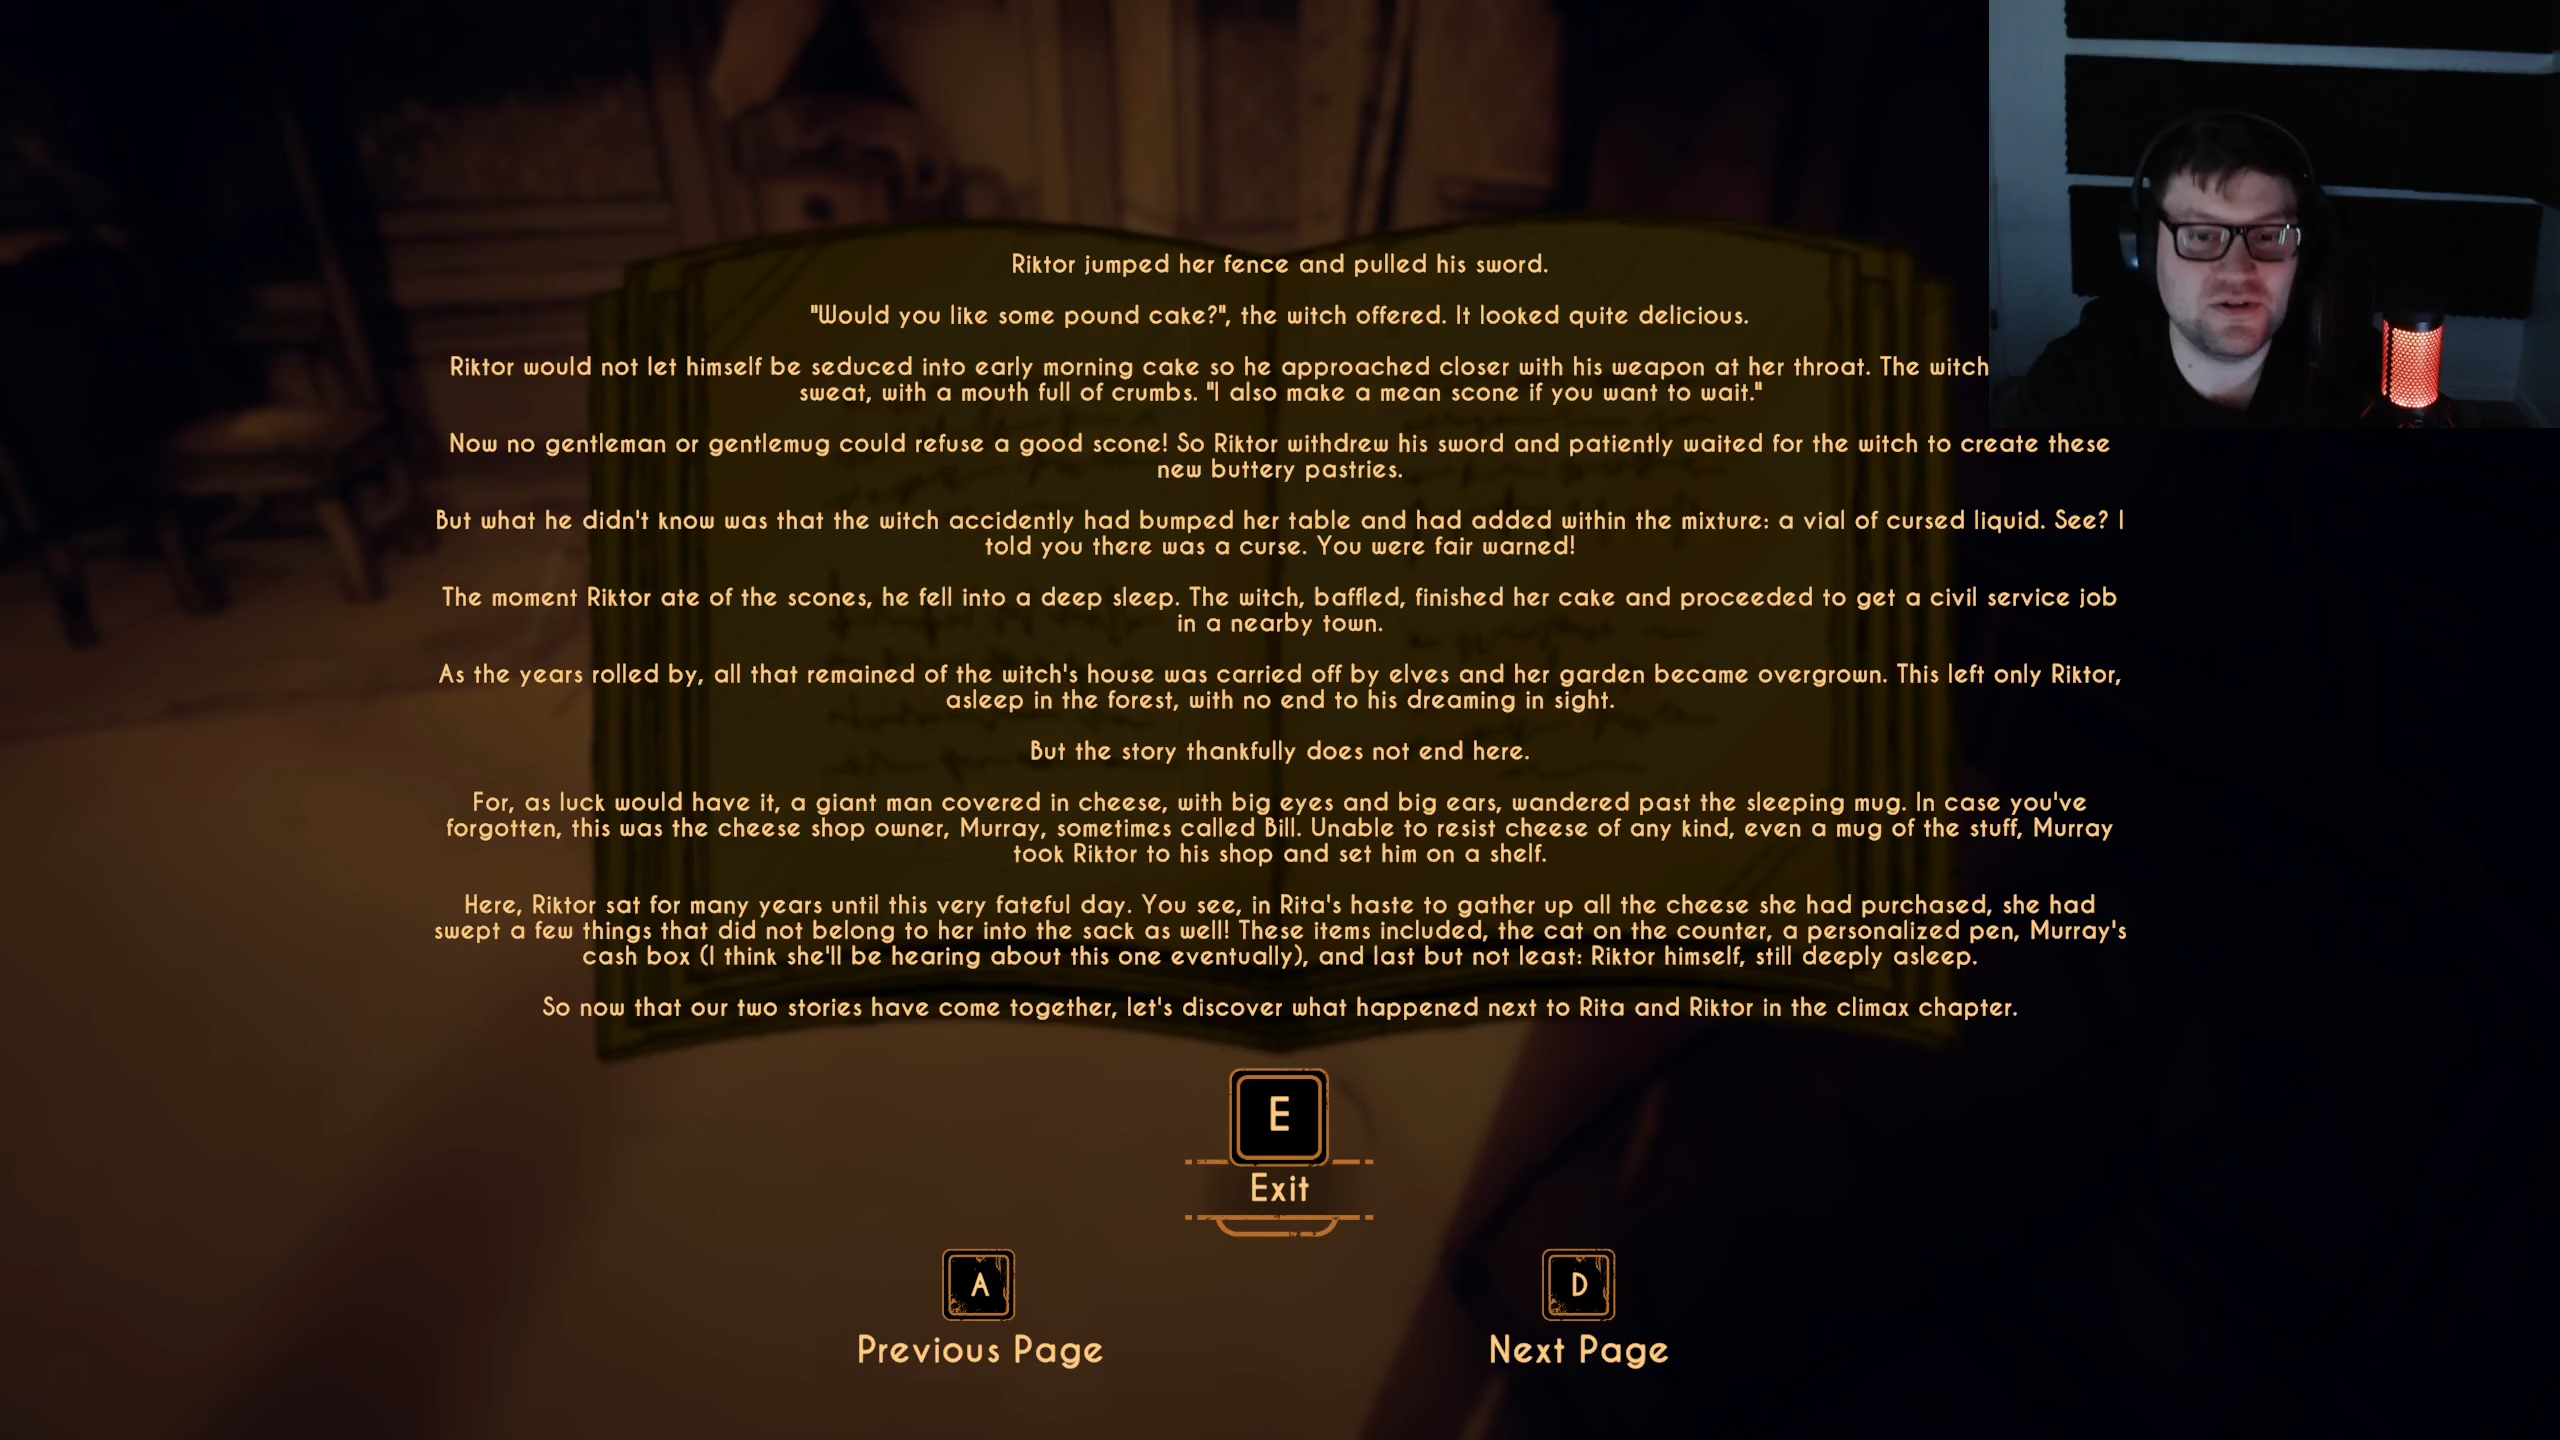 Riktor jumped her fence and pulled his sword.
"Would you like some pound cake?", the witch offered. It looked quite delicious.
Riktor would not let himself be seduced into early morning cake so he approached closer with his weapon at her throat. The witch
sweat, with a mouth full of crumbs. "I also make a mean scone if you want to wait."
Now no gentleman or gentlemug could refuse a good scone! So Riktor withdrew his sword and patiently waited for the witch to create these
new buttery pastries.
But what he didn't know was that the witch accidently had bumped her table and had added within the mixture: a vial of cursed liquid. See? I
told you there was a curse. You were fair warned!
The moment Riktor ate of the scones, he fell into a deep sleep. The witch, baffled, finished her cake and proceeded to get a civil service job
in a nearby town.
As the years rolled by, all that remained of the witch's house was carried off by elves and her garden became overgrown. This left only Riktor,
asleep in the forest, with no end to his dreaming in sight.
But the story thankfully does not end here.
For, as luck would have it, a giant man covered in cheese, with big eyes and big ears, wandered past the sleeping mug. In case you've
forgotten, this was the cheese shop owner, Murray, sometimes called Bill. Unable to resist cheese of any kind, even a mug of the stuff, Murray
took Riktor to his shop and set him on a shelf.
Here, Riktor sat for many years until this very fateful day. You see, in Rita's haste to gather up all the cheese she had purchased, she had
swept a few things that did not belong to her into the sack as well! These items included, the cat on the counter, a personalized pen, Murray's
cash box (I think she'll be hearing about this one eventually), and last but not least: Riktor himself, still deeply asleep.
So now that our two stories have come together, let's discover what happened next to Rita and Riktor in the climax chapter.
E
Exit
A
D
Previous Page
Next Page